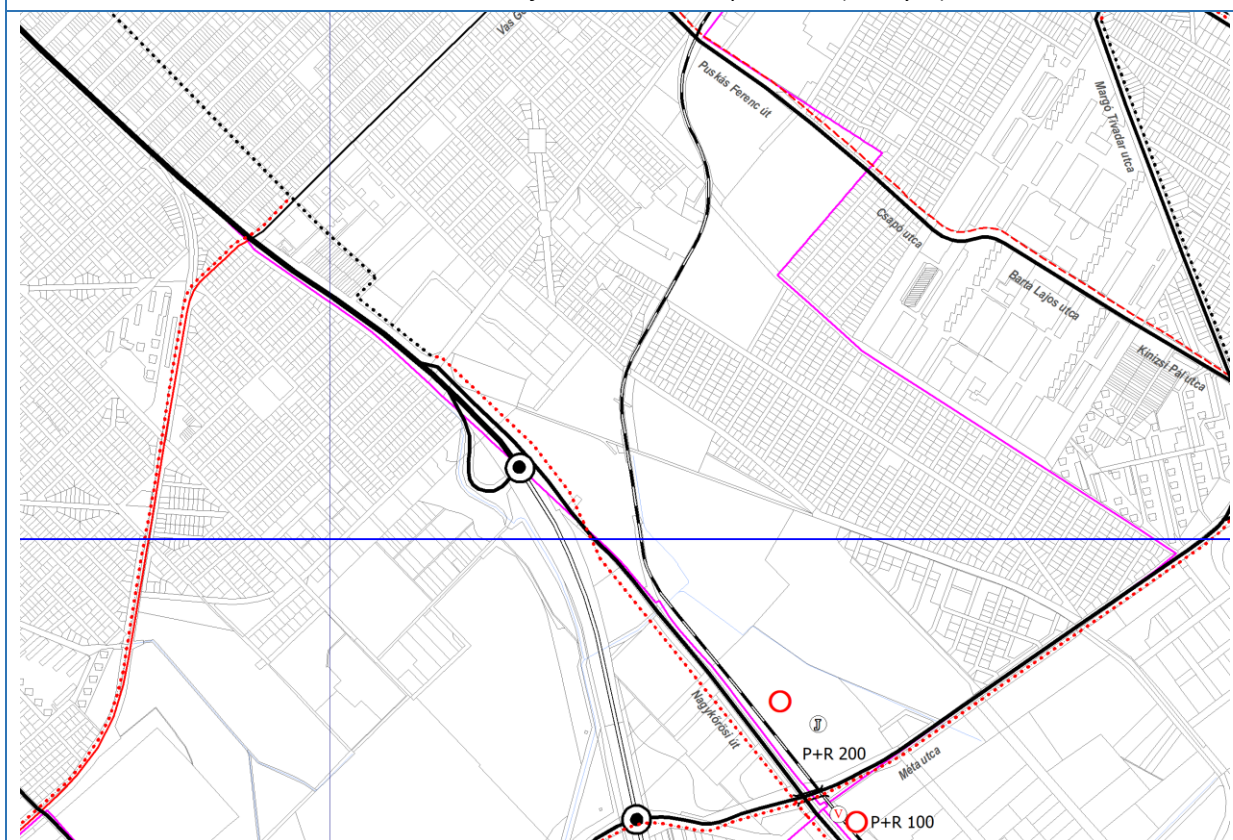 Vas G
Puskás Ferenc út
Margó Tivadar utca
Csapó utca
Barta Lajos utca
Kinizsi Pál utca
Nagykőrösi út
P+R 200
Méta utca
V
P+R 100